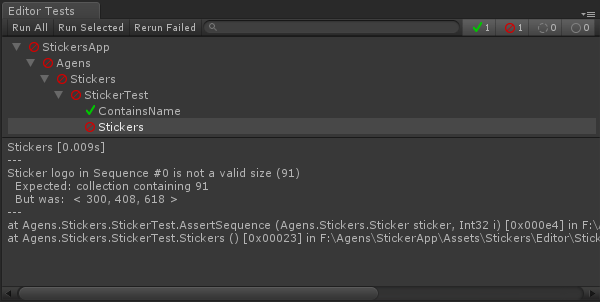 Editor Tests
Run All Run Selected Rerun Failed 1 1 0 0
StickersApp
Agens
Stickers
StickerTest
ContainsName
Stickers
Stickers [0.009s]
---
Sticker logo in Sequence #0 is not a valid size (91)
Expected: collection containing 91
But was: < 300, 408, 618 >
---
at Agens.Stickers.StickerTest.AssertSequence (Agens.Stickers.Sticker sticker, Int32 i) [0x000e4] in F:\A
at Agens.Stickers.StickerTest.Stickers () [0x00023] in F:\Agens\StickerApp\Assets\Stickers\Editor\Stick